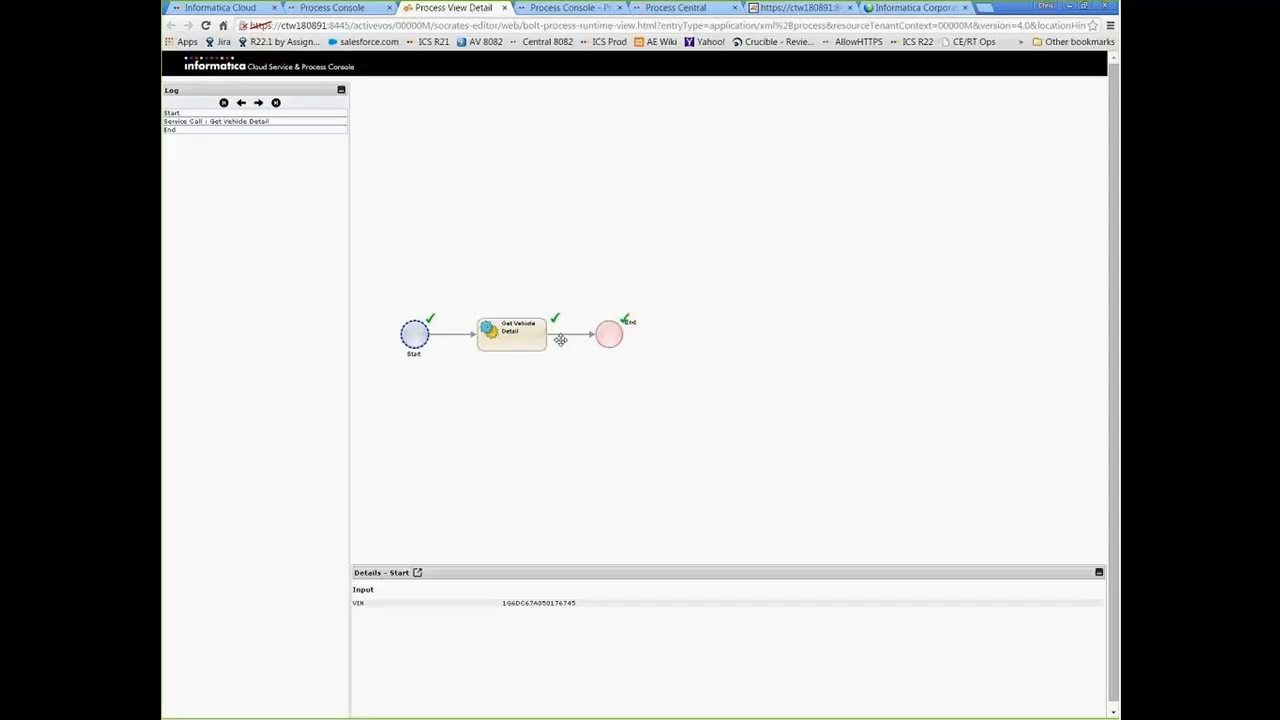 Informatica Cloud
Process Console
Process View Detail
Process Console - Pr
Process Central
https://ctw180891:8
Informatica Corpora
Chris
https://ctw180891:8445/activevos/00000M/socrates-editor/web/bolt-process-runtime-view.html?entryType=application/xml%2Bprocess&resourceTenantContext=00000M&version=4.0&locationHin
Apps
Jira
R22.1 by Assign...
salesforce.com
ICS R21
AV 8082
Central 8082
ICS Prod
AE Wiki
Yahoo!
Crucible - Revie...
AllowHTTPS
ICS R22
CE/RT Ops
»
Other bookmarks
informatica Cloud Service & Process Console
Log
Start
Service Call : Get Vehicle Detail
End
Get Vehicle
Detail
End
Start
Details - Start
Input
VIN 1G6DC67A050176745